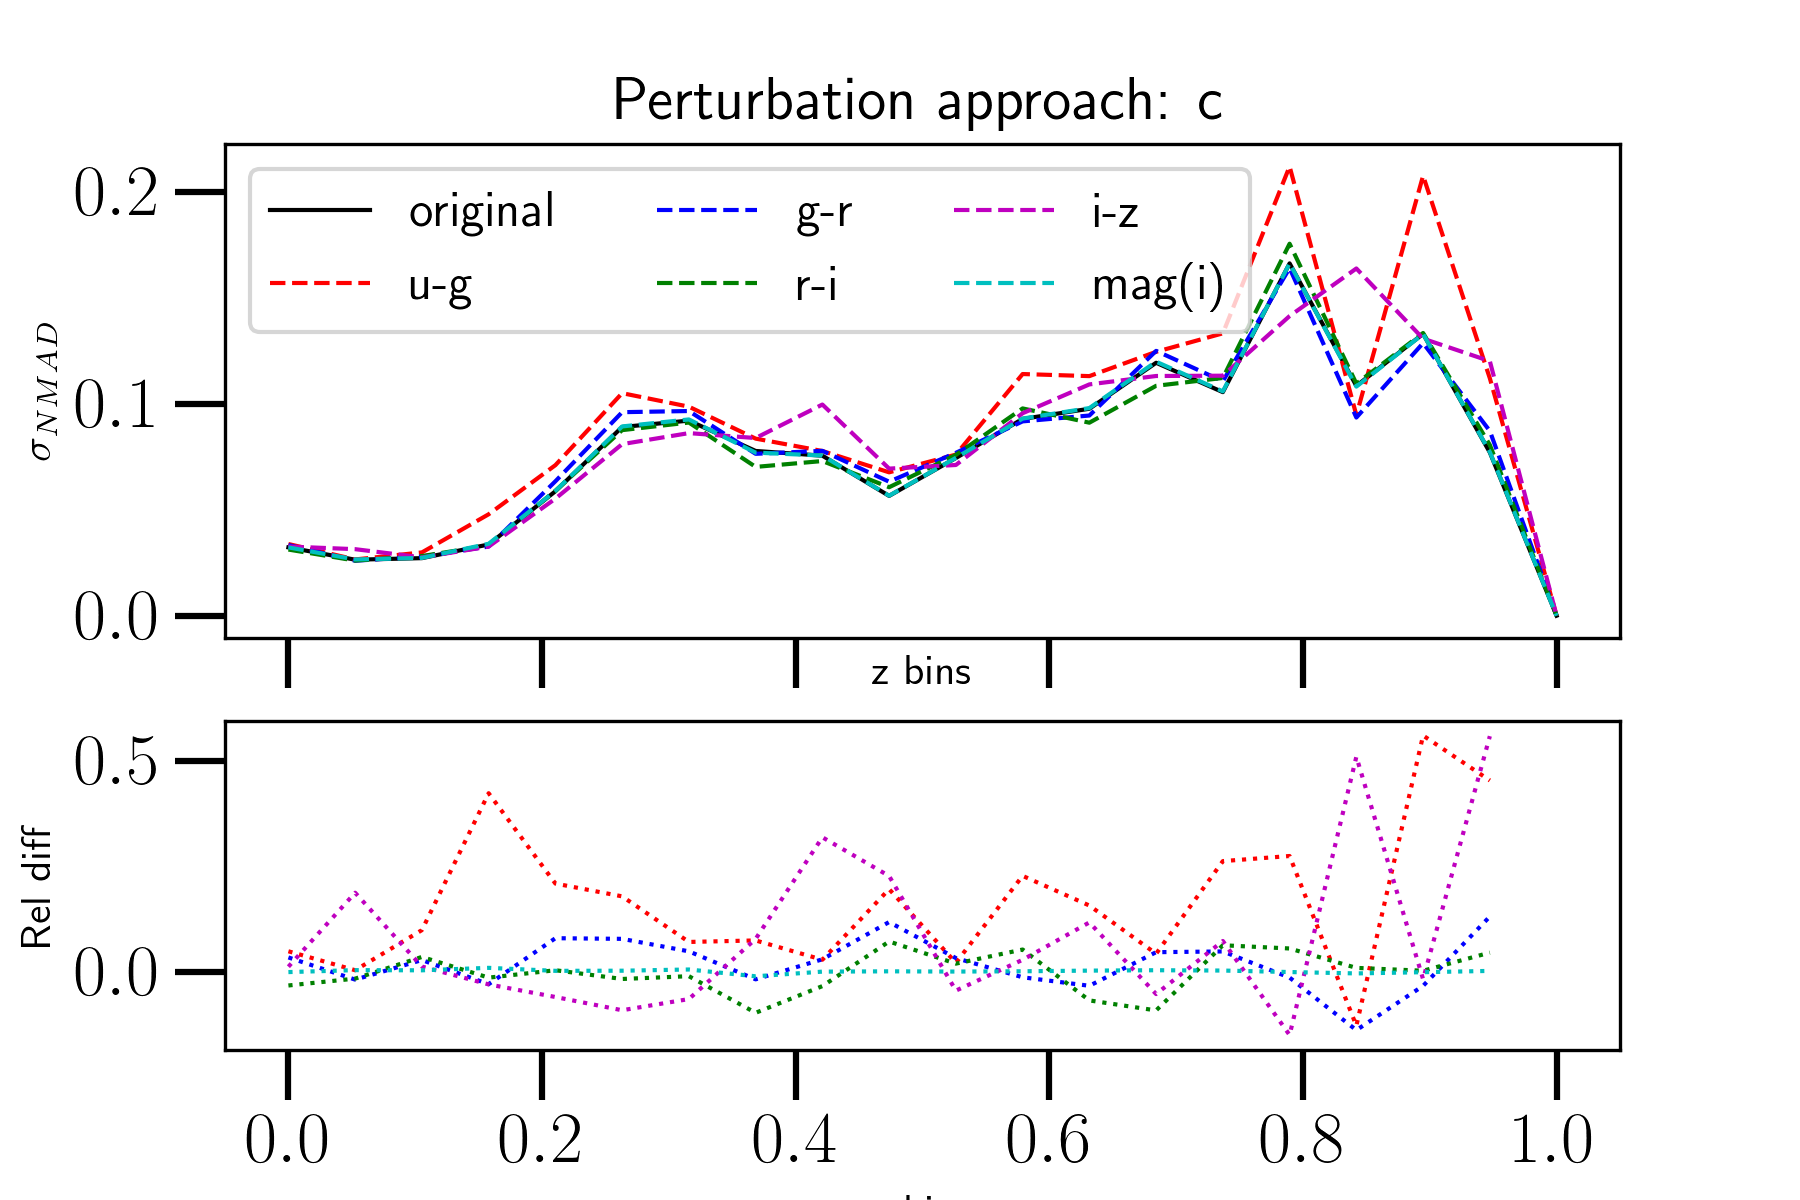 Perturbation approach: c
0.2
0.1
0.0
σNMAD
original
u-g
g-r
r-i
i-z
mag(i)
z bins
0.5
0.0
Rel diff
0.0 0.2 0.4 0.6 0.8 1.0